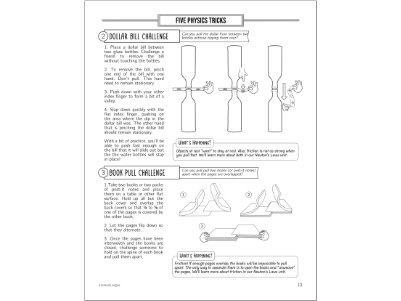 FIVE PHYSICS TRICKS
2 DOLLAR BILL CHALLENGE
Can you pull the dollar from between two
bottles without tipping them over?
1. Place a dollar bill between
two glass bottles. Challenge a
friend to remove the bill
without touching the bottles.
2. To remove the bill, pinch
one end of the bill with one
hand. Don't pull. This hand
need to remain stationary.
3. Push down with your other
index finger to form a bit of a
valley.
4. Slap down quickly with the
flat index finger, pushing on
the area where the dip in the
dollar bill was. The other hand
that is pinching the dollar bill
should remain stationary.
With a bit of practice, you'll be
able to push fast enough on
the bill that it will slide out but
the the soller bottles will stay
in place!
WHAT'S HAPPENING?
Objects at rest "want" to stay at rest. Also, friction is not as strong when
you pull fast. We'll learn more about both in our Newton's Laws unit!
3 BOOK PULL CHALLENGE
Can you pull two books (or post-it notes)
apart when the pages are overlapped?
1. Take two books or two packs
of post-it notes and place
them on a table or other flat
surface. Hold up all but the
back cover and overlap the
back covers so that
of
one of the pages is covered by
the other book.
2. Let the pages flip down so
that they alternate.
3. Once the pages have been
interwoven and the books are
closed, challenge someone to
hold on the spine of each book
and pull them apart.
1
2
3
WHAT'S HAPPENING?
Friction! If enough pages overlap, the books will be impossible to pull
apart. The only way to separate them is to open the books and "unweave"
the pages. We'll learn more about friction in our Newton's Laws unit.
13